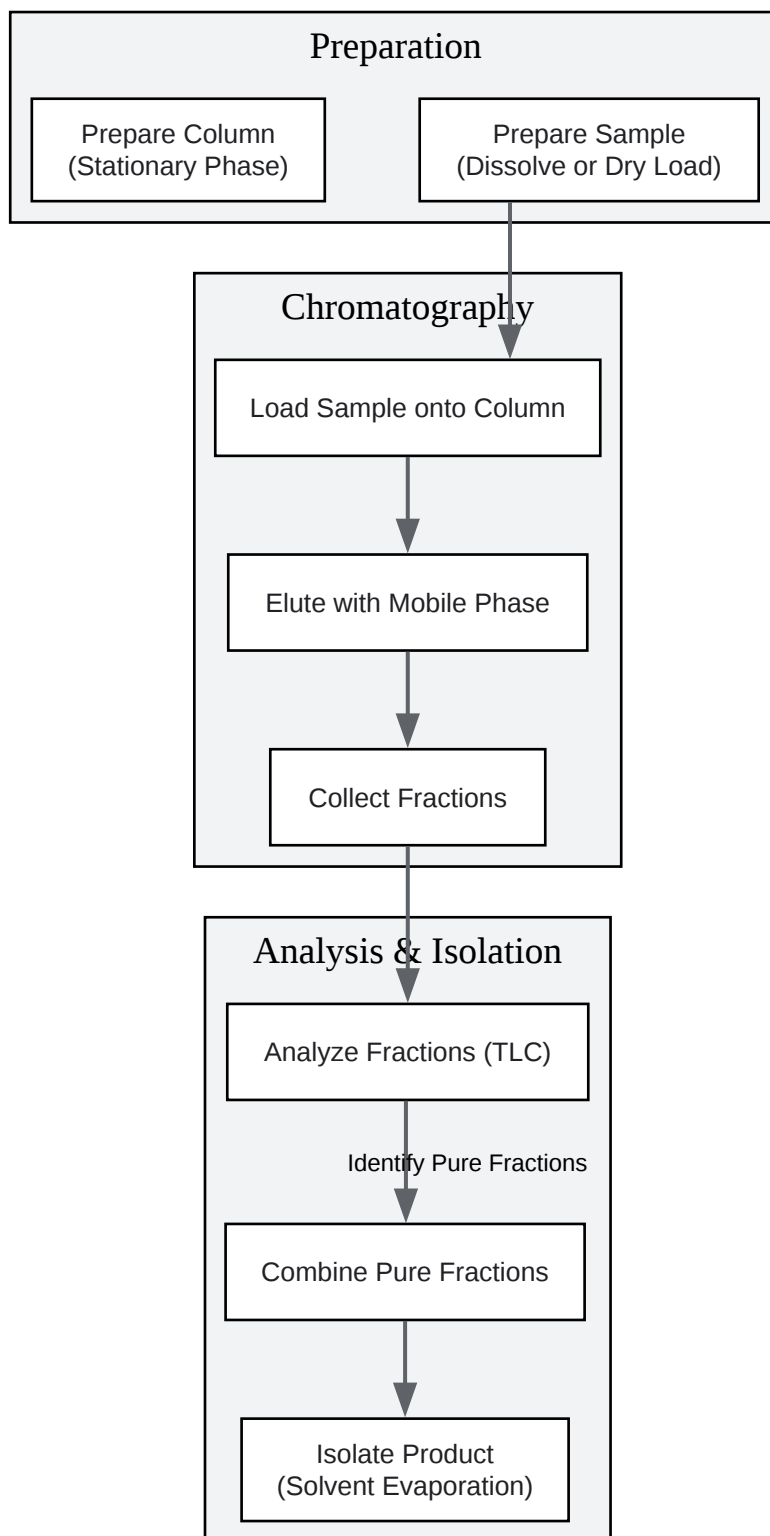 Preparation
Prepare Column
(Stationary Phase)
Prepare Sample
(Dissolve or Dry Load)
Chromatography
Load Sample onto Column
Elute with Mobile Phase
Collect Fractions
Analysis & Isolation
Analyze Fractions (TLC)
Identify Pure Fractions
Combine Pure Fractions
Isolate Product
(Solvent Evaporation)